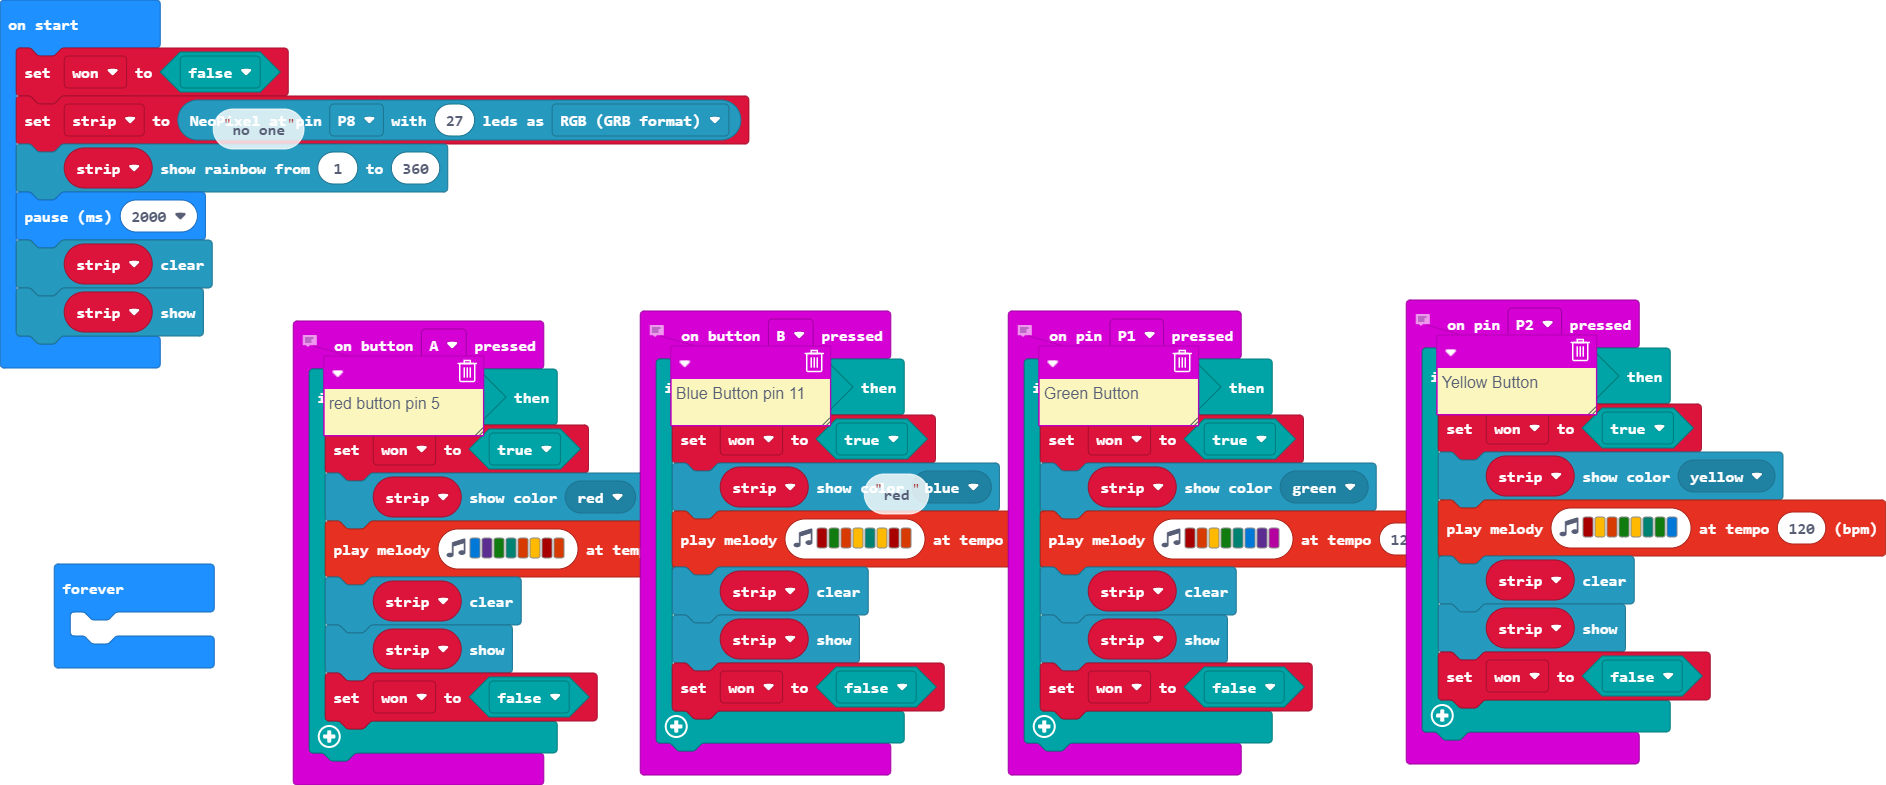 on start
set won to false
set strip to NeoPixel at pin P8 with 27 leds as RGB (GRB format)
"no one"
strip show rainbow from 1 to 360
pause (ms) 2000
strip clear
strip show
forever
on button A pressed
red button pin 5
then
set won to true
strip show color red
play melody at tem
strip clear
strip show
set won to false
on button B pressed
Blue Button pin 11
then
set won to true
strip show color blue
"red"
play melody at tempo
strip clear
strip show
set won to false
on pin P1 pressed
Green Button
then
set won to true
strip show color green
play melody at tempo 12
strip clear
strip show
set won to false
on pin P2 pressed
Yellow Button
then
set won to true
strip show color yellow
play melody at tempo 120 (bpm)
strip clear
strip show
set won to false